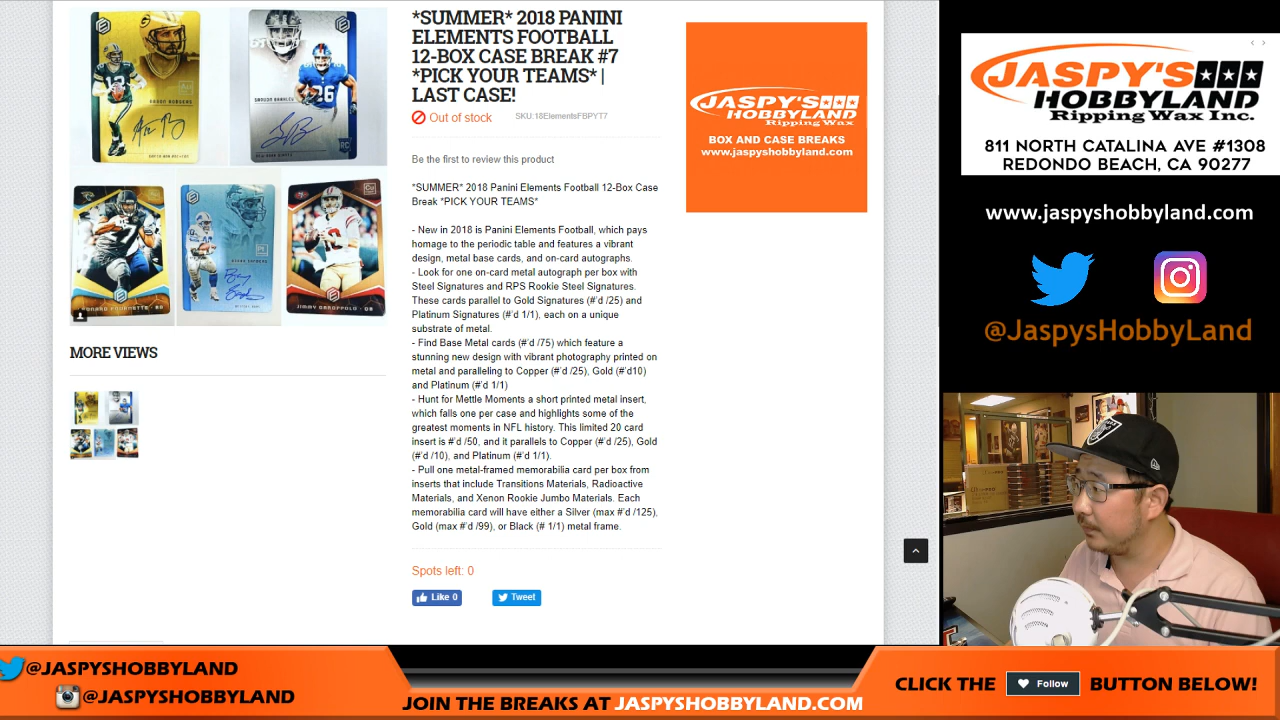 *SUMMER* 2018 PANINI
ELEMENTS FOOTBALL
12-BOX CASE BREAK #7
*PICK YOUR TEAMS* |
LAST CASE!
Out of stock
SKU:18ElementsFBPYT7
Be the first to review this product
*SUMMER* 2018 Panini Elements Football 12-Box Case
Break *PICK YOUR TEAMS*
- New in 2018 is Panini Elements Football, which pays
homage to the periodic table and features a vibrant
design, metal base cards, and on-card autographs.
- Look for one on-card metal autograph per box with
Steel Signatures and RPS Rookie Steel Signatures.
These cards parallel to Gold Signatures (#'d /25) and
Platinum Signatures (#'d 1/1), each on a unique
substrate of metal.
- Find Base Metal cards (#'d /75) which feature a
stunning new design with vibrant photography printed on
metal and paralleling to Copper (#'d /25), Gold (#'d10)
and Platinum (#'d 1/1)
- Hunt for Mettle Moments a short printed metal insert,
which falls one per case and highlights some of the
greatest moments in NFL history. This limited 20 card
insert is #'d /50, and it parallels to Copper (#'d /25), Gold
(#'d /10), and Platinum (#'d 1/1).
- Pull one metal-framed memorabilia card per box from
inserts that include Transitions Materials, Radioactive
Materials, and Xenon Rookie Jumbo Materials. Each
memorabilia card will have either a Silver (max #'d /125),
Gold (max #'d /99), or Black (# 1/1) metal frame.
Spots left: 0
Like 0
Tweet
MORE VIEWS
AARON RODGERS
SAQUON BARKLEY
JIMMY GAROPPOLO - QB
JASPY'S
HOBBYLAND
Ripping Wax
BOX AND CASE BREAKS
www.jaspyshobbyland.com
JASPY'S
HOBBYLAND
Ripping Wax Inc.
811 NORTH CATALINA AVE #1308
REDONDO BEACH, CA 90277
www.jaspyshobbyland.com
@JaspysHobbyLand
@JASPYSHOBBYLAND
@JASPYSHOBBYLAND
JOIN THE BREAKS AT JASPYSHOBBYLAND.COM
CLICK THE Follow BUTTON BELOW!